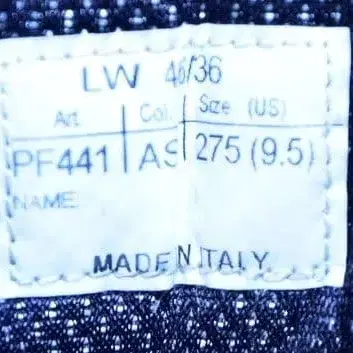 LW 46/36
Art. Col. Size (US)
PF441 AS 275 (9.5)
NAME
MADE IN ITALY